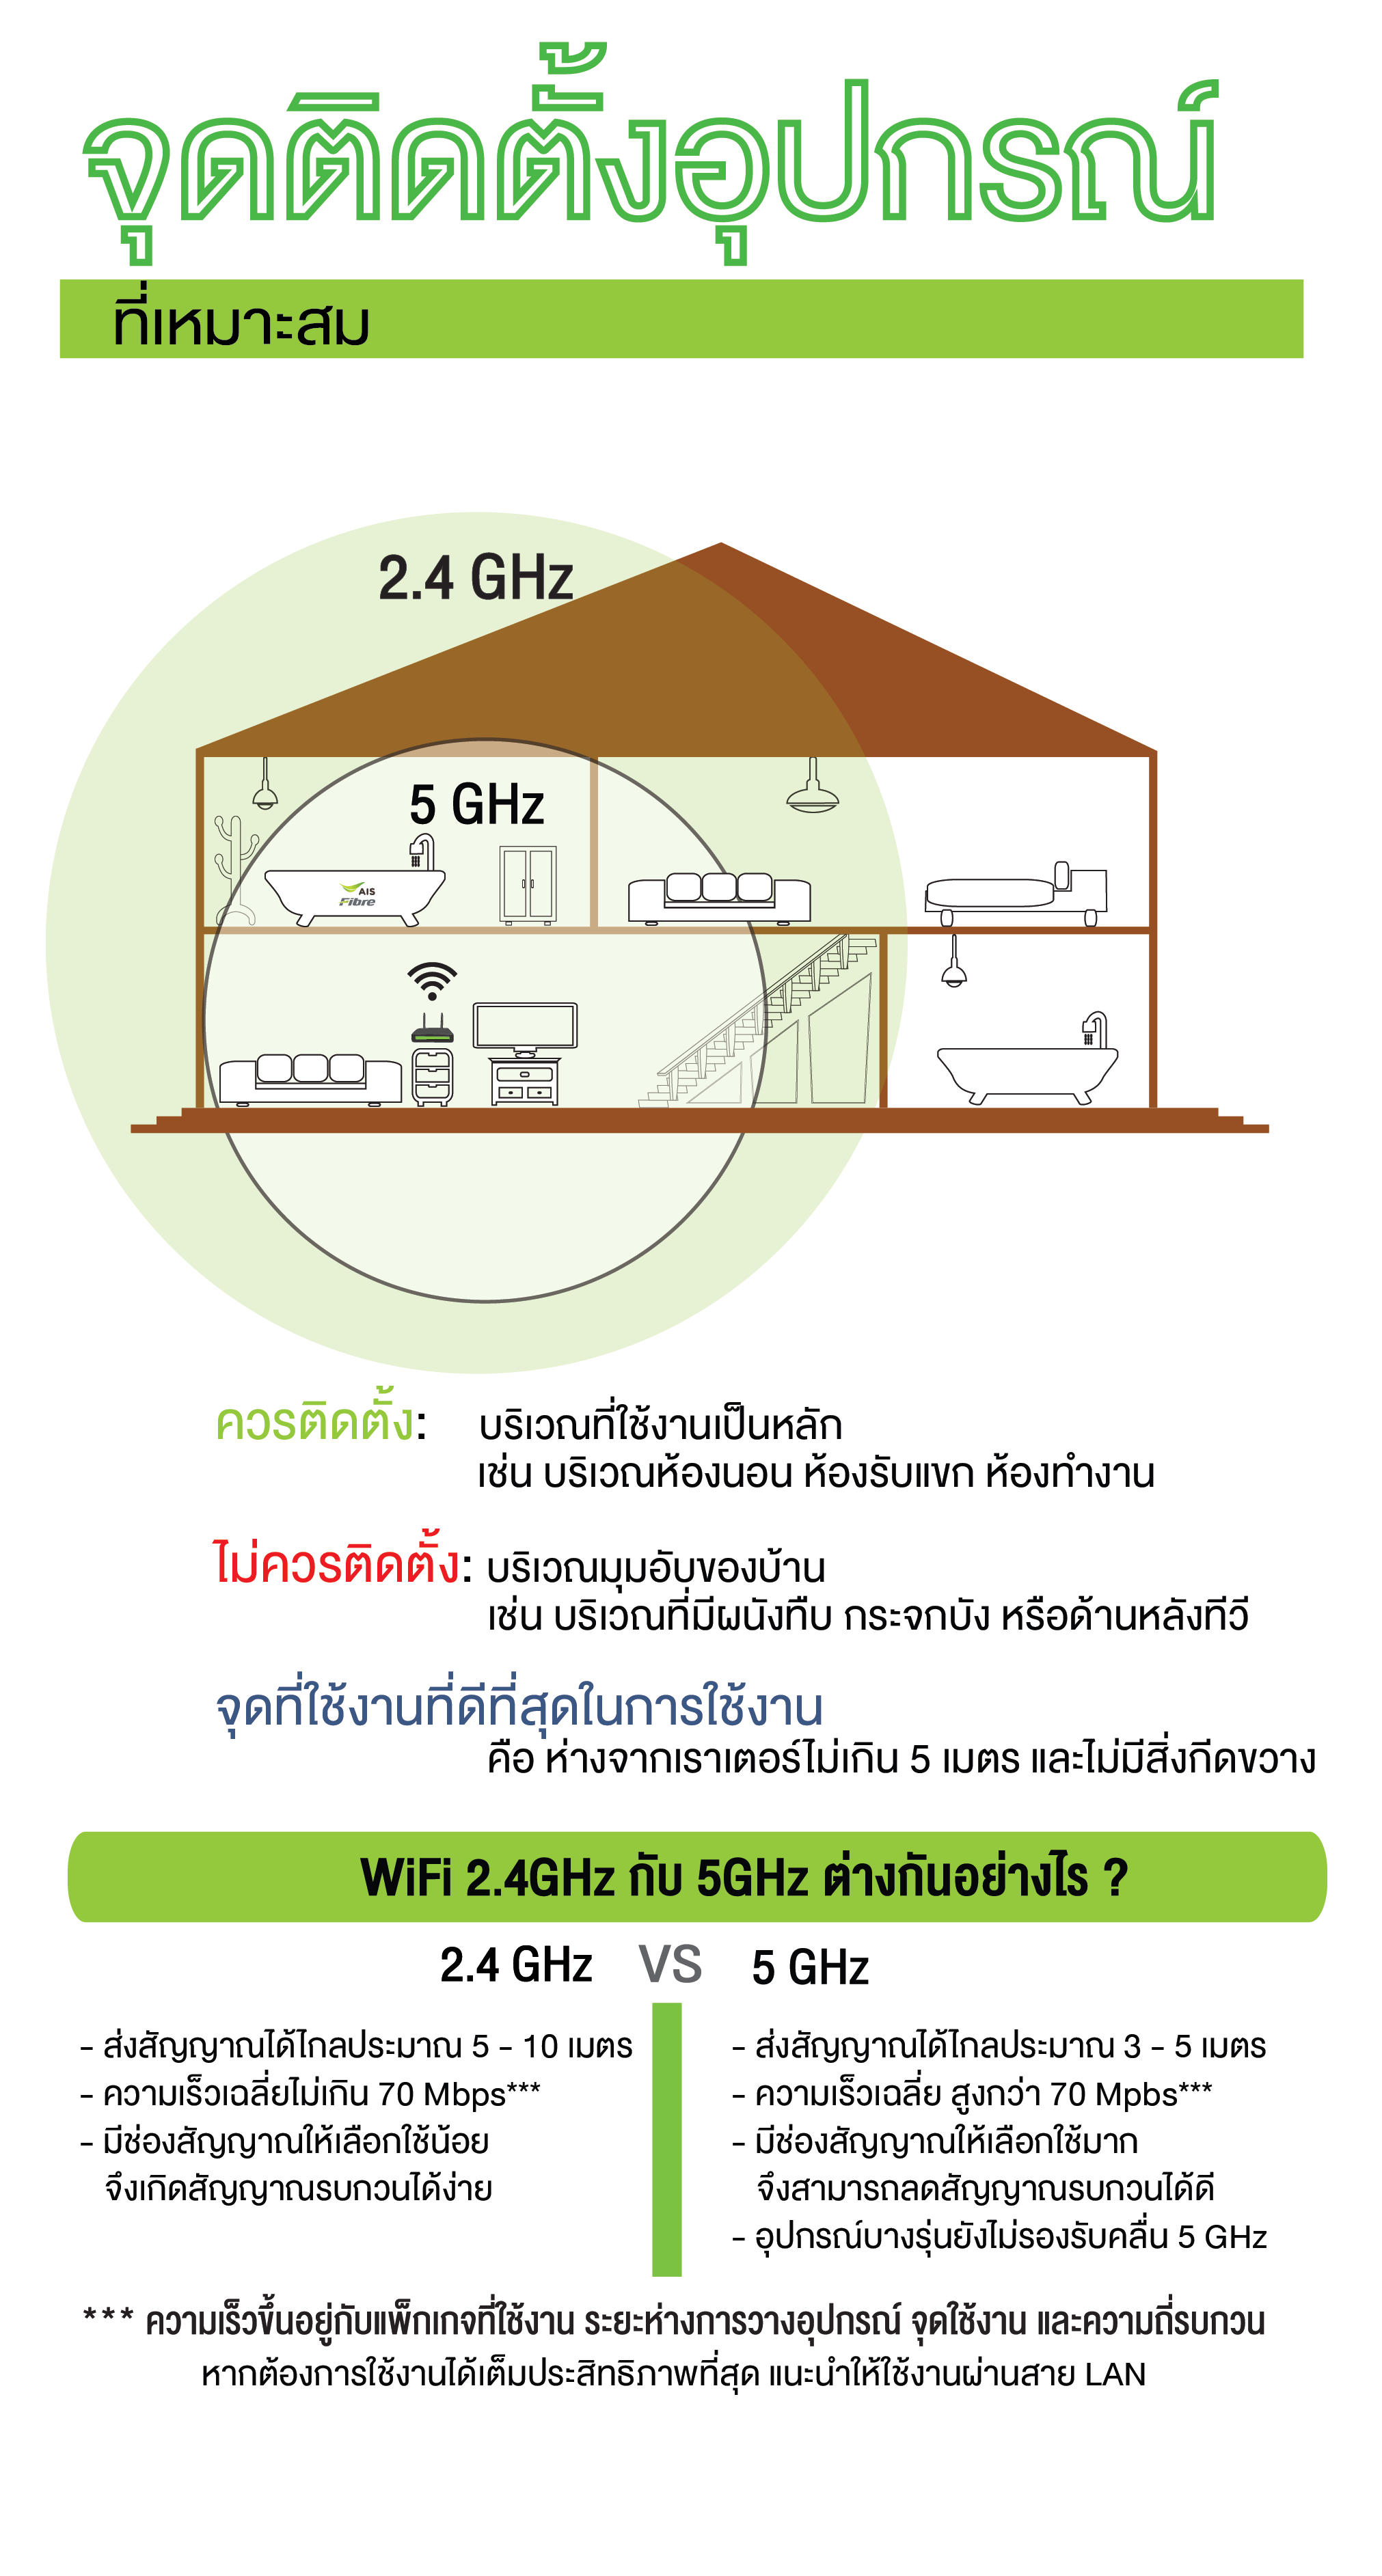 จุดติดตั้งอุปกรณ์
ที่เหมาะสม
2.4 GHz
5 GHz
AIS
Fibre
ควรติดตั้ง: บริเวณที่ใช้งานเป็นหลัก
เช่น บริเวณห้องนอน ห้องรับแขก ห้องทำงาน
ไม่ควรติดตั้ง: บริเวณมุมอับของบ้าน
เช่น บริเวณที่มีผนังทึบ กระจกบัง หรือด้านหลังทีวี
จุดที่ใช้งานที่ดีที่สุดในการใช้งาน
คือ ห่างจากเราเตอร์ไม่เกิน 5 เมตร และไม่มีสิ่งกีดขวาง
WiFi 2.4GHz กับ 5GHz ต่างกันอย่างไร ?
2.4 GHz VS 5 GHz
- ส่งสัญญาณได้ไกลประมาณ 5 - 10 เมตร
- ความเร็วเฉลี่ยไม่เกิน 70 Mbps***
- มีช่องสัญญาณให้เลือกใช้น้อย
จึงเกิดสัญญาณรบกวนได้ง่าย
- ส่งสัญญาณได้ไกลประมาณ 3 - 5 เมตร
- ความเร็วเฉลี่ย สูงกว่า 70 Mpbs***
- มีช่องสัญญาณให้เลือกใช้มาก
จึงสามารถลดสัญญาณรบกวนได้ดี
- อุปกรณ์บางรุ่นยังไม่รองรับคลื่น 5 GHz
*** ความเร็วขึ้นอยู่กับแพ็กเกจที่ใช้งาน ระยะห่างการวางอุปกรณ์ จุดใช้งาน และความถี่รบกวน
หากต้องการใช้งานได้เต็มประสิทธิภาพที่สุด แนะนำให้ใช้งานผ่านสาย LAN